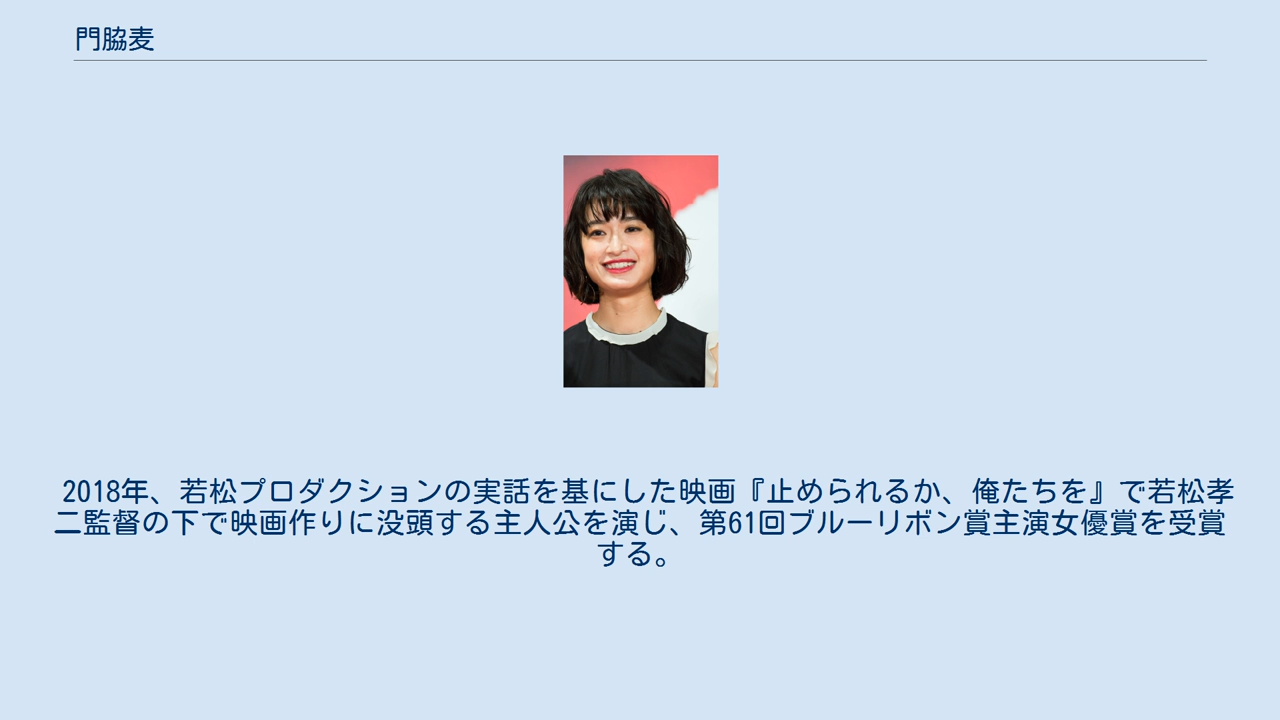 門脇麦
2018年、若松プロダクションの実話を基にした映画『止められるか、俺たちを』で若松孝
二監督の下で映画作りに没頭する主人公を演じ、第61回ブルーリボン賞主演女優賞を受賞
する。